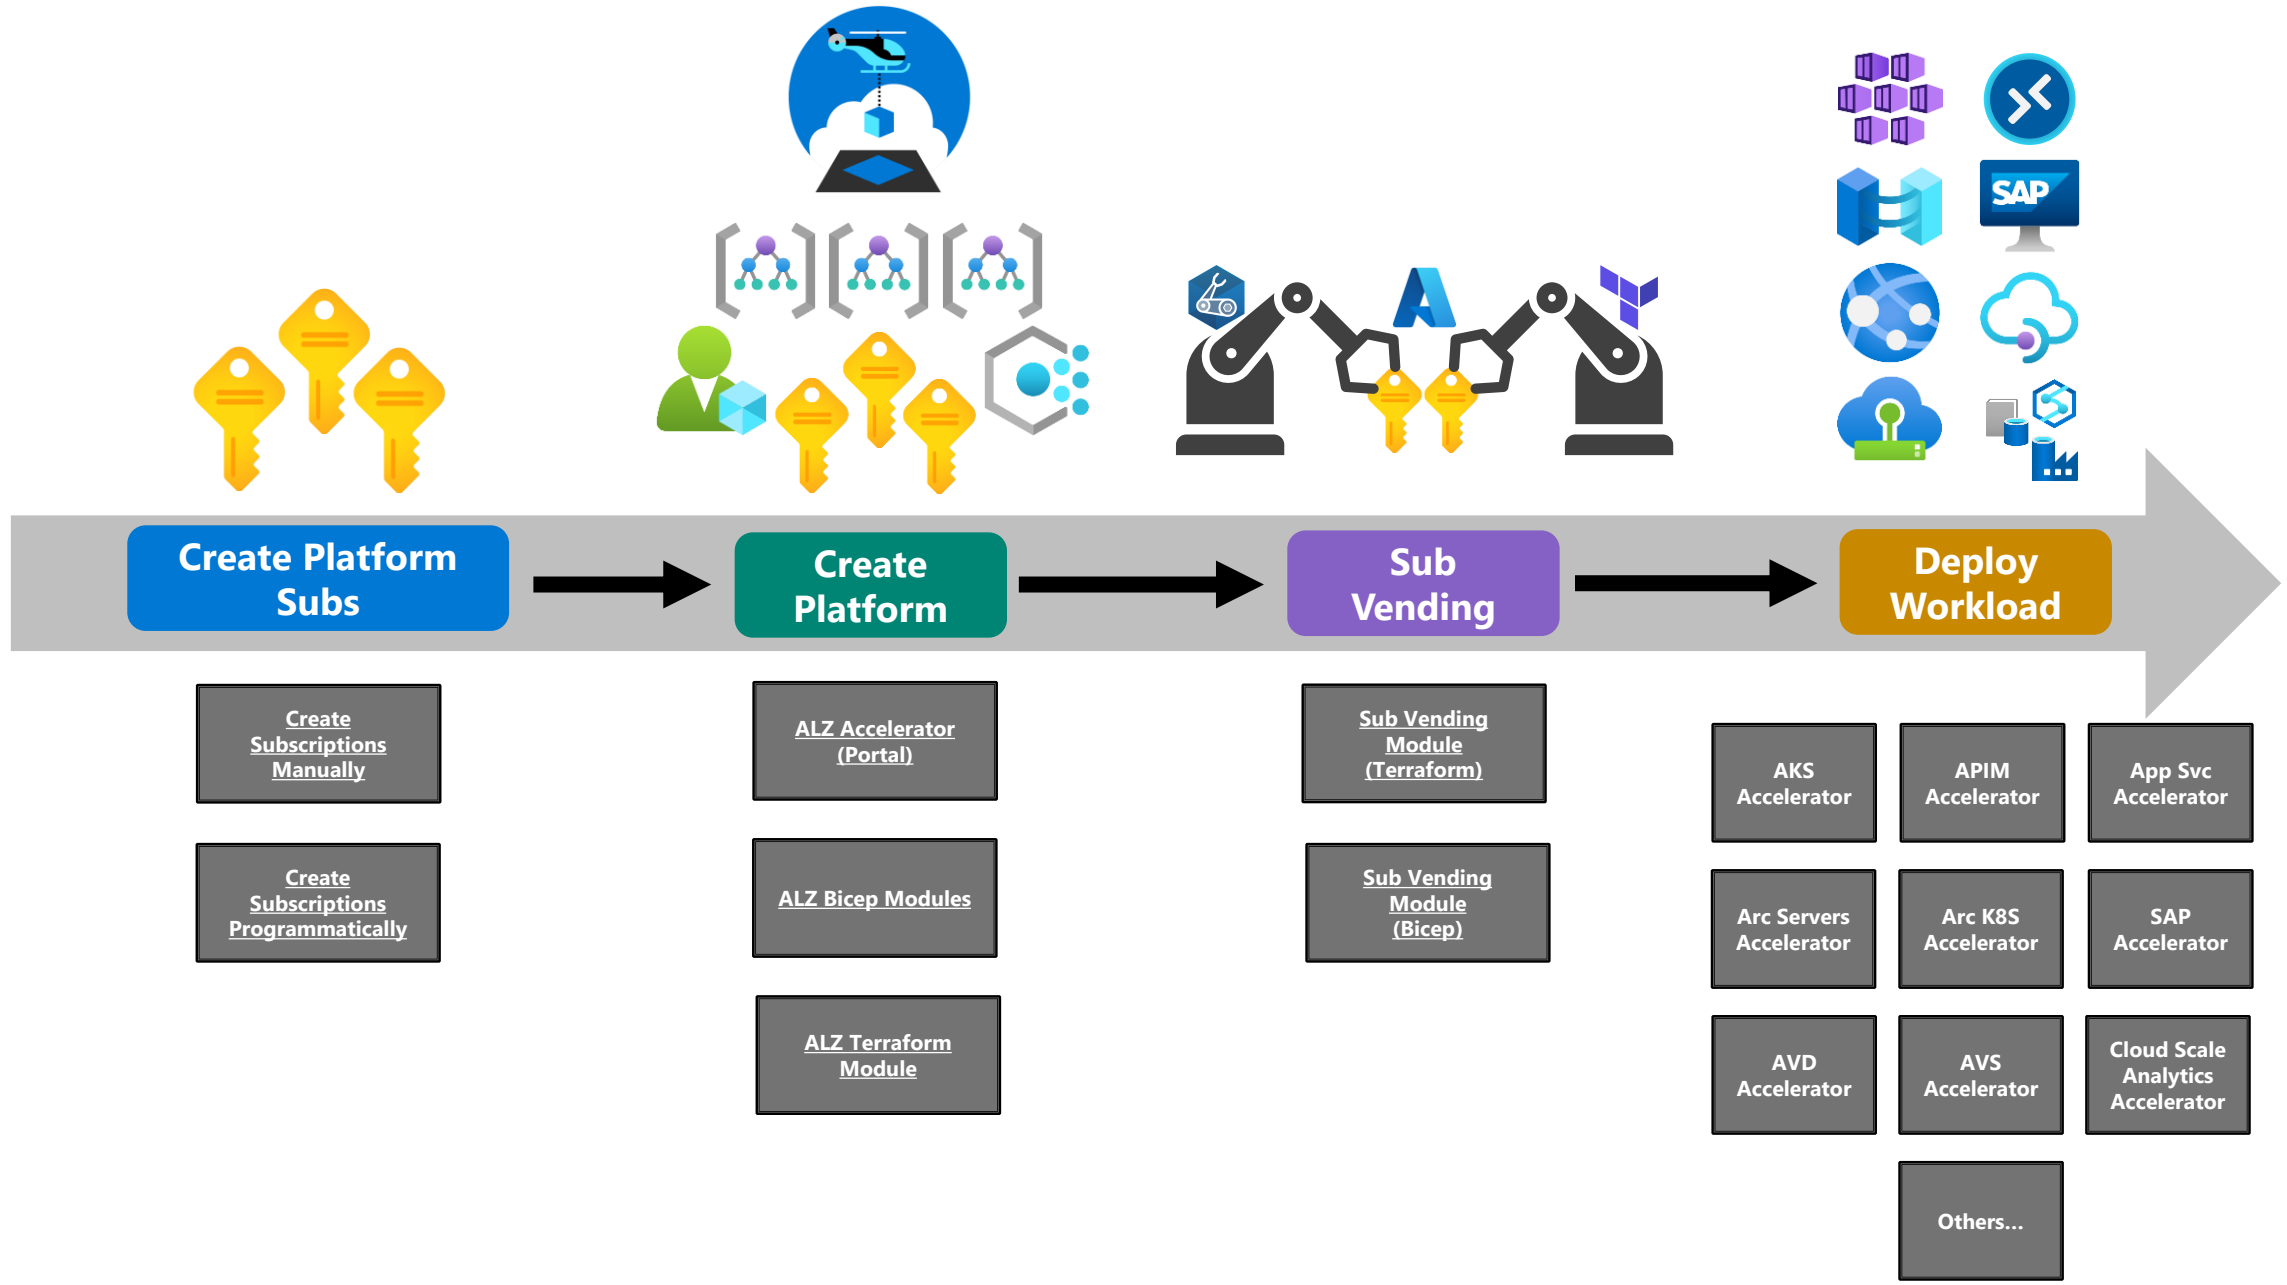 SAP
Create Platform
Subs
Create
Platform
Sub
Vending
Deploy
Workload
Create
Subscriptions
Manually
Create
Subscriptions
Programmatically
ALZ Accelerator
(Portal)
ALZ Bicep Modules
ALZ Terraform
Module
Sub Vending
Module
(Terraform)
Sub Vending
Module
(Bicep)
AKS
Accelerator
APIM
Accelerator
App Svc
Accelerator
Arc Servers
Accelerator
Arc K8S
Accelerator
SAP
Accelerator
AVD
Accelerator
AVS
Accelerator
Cloud Scale
Analytics
Accelerator
Others...